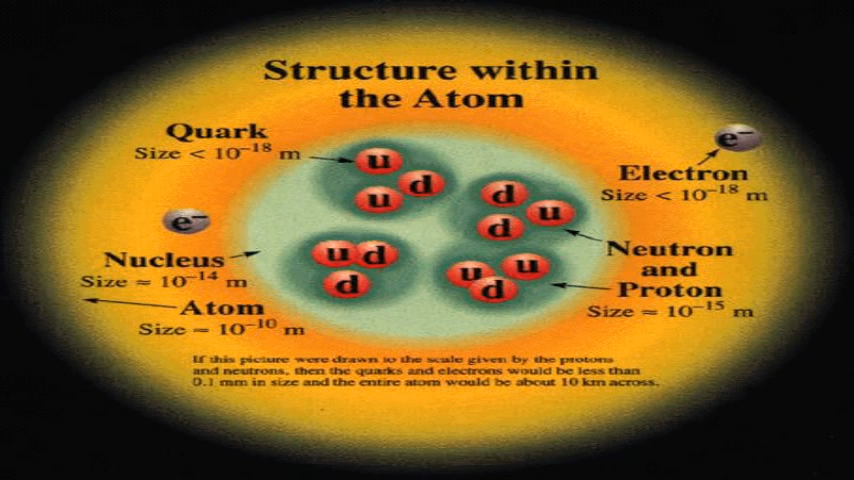 Structure within
the Atom
Quark
Size < 10⁻¹⁸ m
e⁻
Electron
Size < 10⁻¹⁸ m
u
d
u
d
u
d
e⁻
Nucleus
Size ≈ 10⁻¹⁴ m
u d
d
u
u
d
Neutron
and
Proton
Size ≈ 10⁻¹⁵ m
Atom
Size ≈ 10⁻¹⁰ m
If this picture were drawn to the scale given by the protons
and neutrons, then the quarks and electrons would be less than
0.1 mm in size and the entire atom would be about 10 km across.